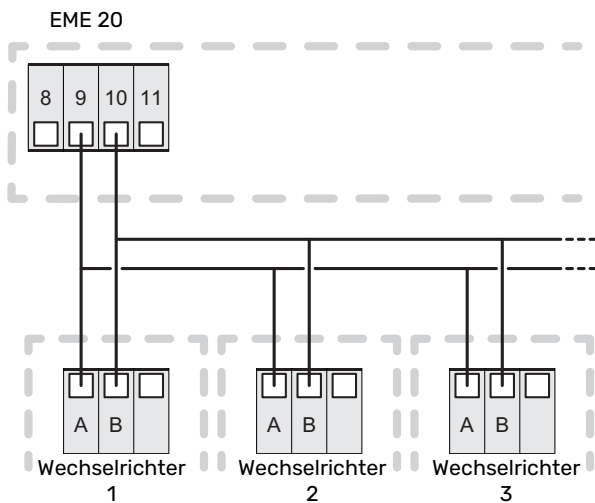 EME 20
8 9 10 11
A B A B A B
Wechselrichter Wechselrichter Wechselrichter
1 2 3